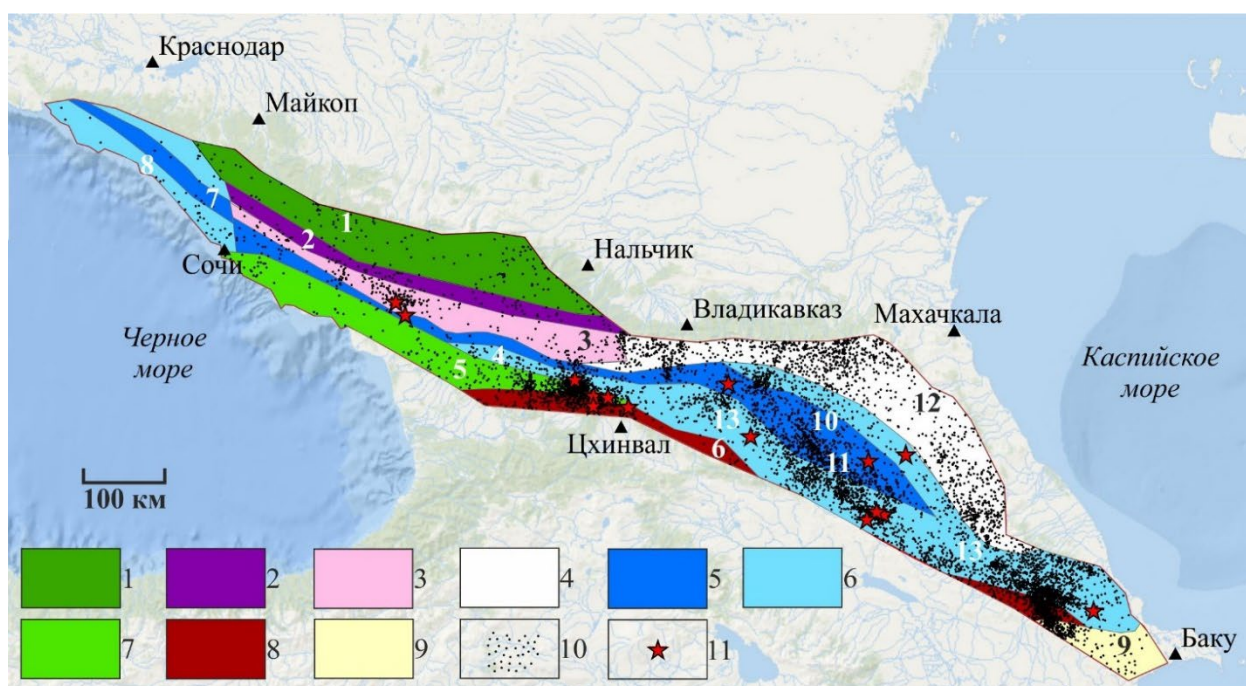 Краснодар
Майкоп
8
7
1
2
Сочи
Нальчик
Владикавказ
Махачкала
Черное
море
3
4
5
12
Каспийское
море
13
10
6
11
Цхинвал
100 км
13
9
Баку
1
2
3
4
5
6
7
8
9
10
11